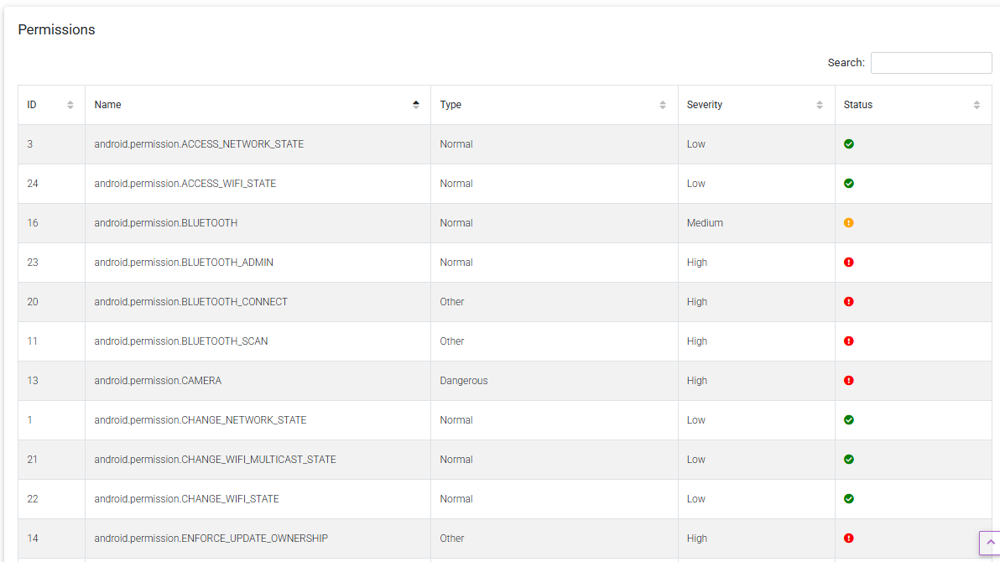 Permissions
Search:
ID Name Type Severity Status
3 android.permission.ACCESS_NETWORK_STATE Normal Low
24 android.permission.ACCESS_WIFI_STATE Normal Low
16 android.permission.BLUETOOTH Normal Medium
23 android.permission.BLUETOOTH_ADMIN Normal High
20 android.permission.BLUETOOTH_CONNECT Other High
11 android.permission.BLUETOOTH_SCAN Other High
13 android.permission.CAMERA Dangerous High
1 android.permission.CHANGE_NETWORK_STATE Normal Low
21 android.permission.CHANGE_WIFI_MULTICAST_STATE Normal Low
22 android.permission.CHANGE_WIFI_STATE Normal Low
14 android.permission.ENFORCE_UPDATE_OWNERSHIP Other High